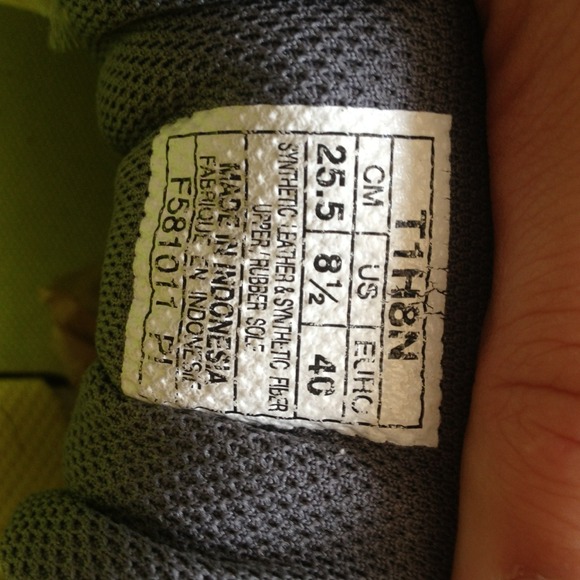 T1H8N
CM US EURO
25.5 8½ 40
SYNTHETIC LEATHER & SYNTHETIC FIBER
UPPER, RUBBER SOLE
MADE IN INDONESIA
FABRIQUE EN INDONESIE
F581011 PI